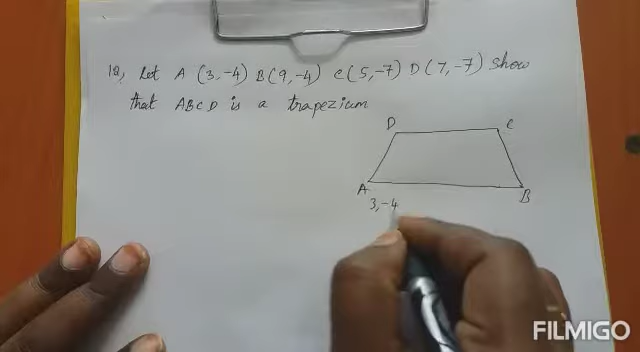 18, Let A (3,-4) B(9,-4) C(5,-7) D(7,-7) show
that ABCD is a trapezium
D C
A B
3,-4
FILMIGO